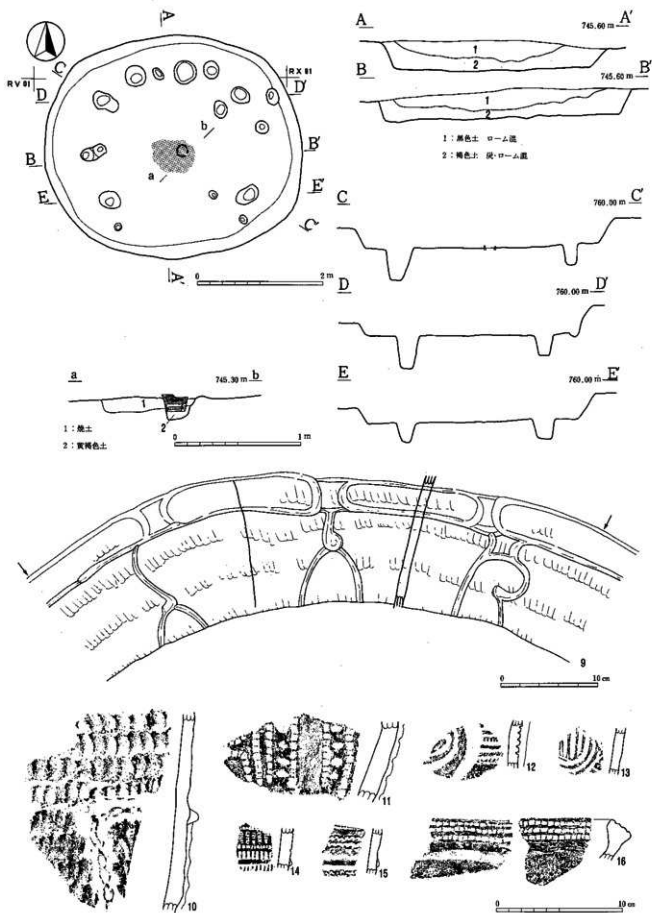 A
A A'
745.60 m
1
2
RV 01
RX 01
C
D D'
B B'
745.60 m
1
2
b
B B'
a
1：黒色土 ローム混
2：褐色土 炭・ローム混
E E'
C'
C C'
760.00 m
A'
0 2 m
D D'
760.00 m
a b
745.30 m
1
2
1：焼土
2：黄褐色土
0 1 m
E E'
760.00 m
9
0 10 cm
10
11
12
13
14
15
16
0 10 cm